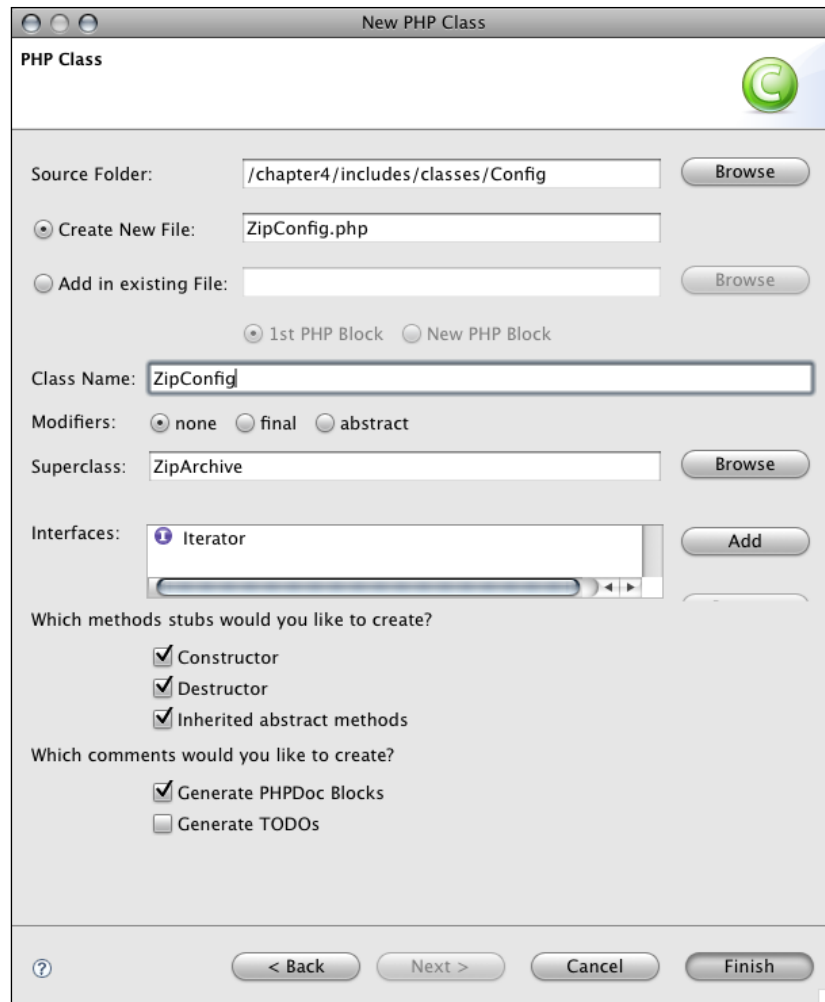 New PHP Class
PHP Class
Source Folder: /chapter4/includes/classes/Config Browse
Create New File: ZipConfig.php
Add in existing File: Browse
1st PHP Block New PHP Block
Class Name: ZipConfig
Modifiers: none final abstract
Superclass: ZipArchive Browse
Interfaces: I Iterator Add
Which methods stubs would you like to create?
Constructor
Destructor
Inherited abstract methods
Which comments would you like to create?
Generate PHPDoc Blocks
Generate TODOs
? < Back Next > Cancel Finish